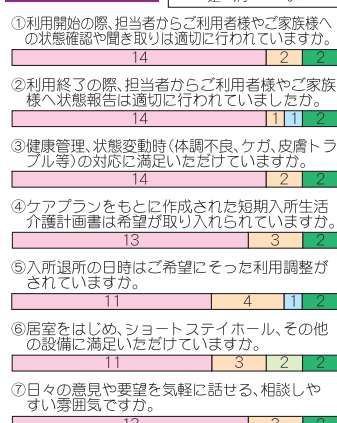 ①利用開始の際、担当者からご利用者様やご家族様へ
の状態確認や聞き取りは適切に行われていますか。
14 2 2
②利用終了の際、担当者からご利用者様やご家族
様へ状態報告は適切に行われていましたか。
14 1 1 2
③健康管理、状態変動時(体調不良、ケガ、皮膚トラ
ブル等)の対応に満足いただけていますか。
14 2 2
④ケアプランをもとに作成された短期入所生活
介護計画書は希望が取り入れられていますか。
13 3 2
⑤入所退所の日時はご希望にそった利用調整が
されていますか。
11 4 1 2
⑥居室をはじめ、ショートステイホール、その他
の設備に満足いただけていますか。
11 3 2 2
⑦日々の意見や要望を気軽に話せる、相談しや
すい雰囲気ですか。